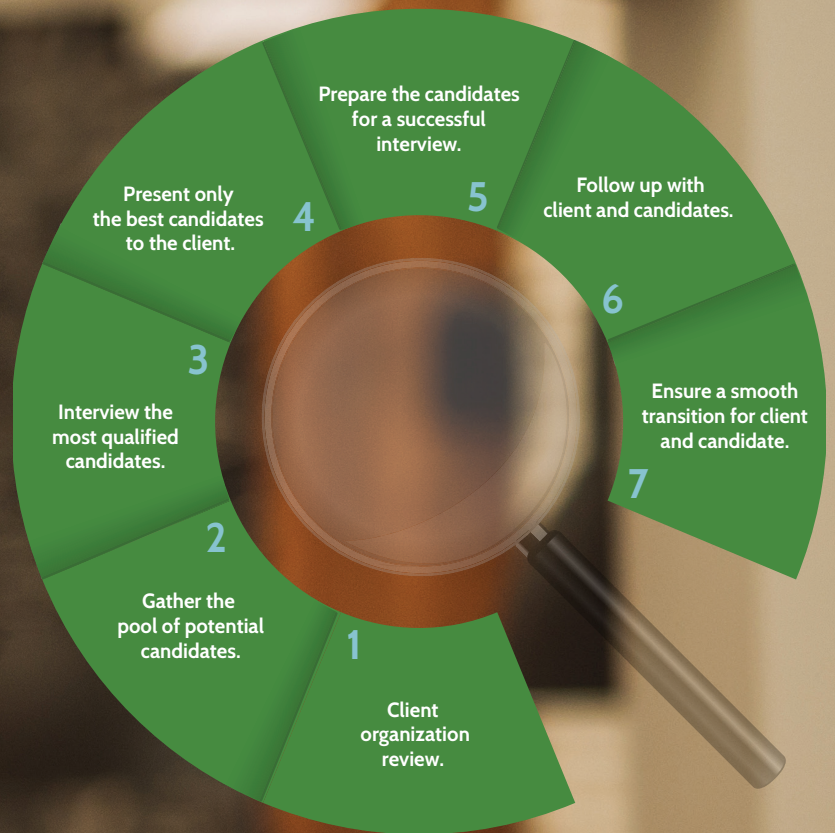 1
Client
organization
review.
2
Gather the
pool of potential
candidates.
3
Interview the
most qualified
candidates.
4
Present only
the best candidates
to the client.
5
Prepare the candidates
for a successful
interview.
6
Follow up with
client and candidates.
7
Ensure a smooth
transition for client
and candidate.